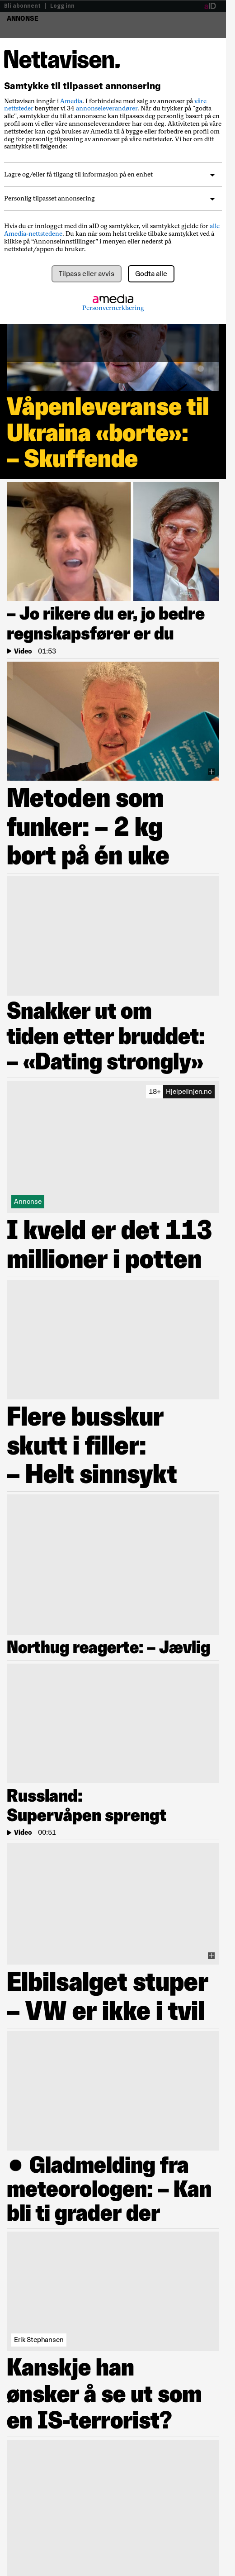 Bli abonnent | Logg inn
aID
ANNONSE
Nettavisen.
Samtykke til tilpasset annonsering
Nettavisen inngår i Amedia. I forbindelse med salg av annonser på våre
nettsteder benytter vi 34 annonseleverandører. Når du trykker på "godta
alle", samtykker du til at annonsene kan tilpasses deg basert på den
profil som vi eller våre annonseleverandører har om deg. Aktiviteten din på våre
nettsteder kan også brukes av Amedia til å bygge eller forbedre en profil om
deg for personlig tilpasning av annonser på våre nettsteder. Vi ber om ditt
samtykke til følgende:
Lagre og/eller få tilgang til informasjon på en enhet
Personlig tilpasset annonsering
Hvis du er innlogget med din aID og samtykker, vil samtykket gjelde for alle
Amedia-nettstedene. Du kan når som helst trekke tilbake samtykket ved å
klikke på “Annonseinnstillinger” i menyen eller nederst på
nettstedet/appen du bruker.
Tilpass eller avvis
Godta alle
amedia
Personvernerklæring
Våpenleveranse til
Ukraina «borte»:
– Skuffende
– Jo rikere du er, jo bedre
regnskapsfører er du
Video | 01:53
Metoden som
funker: – 2 kg
bort på én uke
Snakker ut om
tiden etter bruddet:
– «Dating strongly»
18+ Hjelpelinjen.no
Annonse
I kveld er det 113
millioner i potten
Flere busskur
skutt i filler:
– Helt sinnsykt
Northug reagerte: – Jævlig
Russland:
Supervåpen sprengt
Video | 00:51
Elbilsalget stuper
– VW er ikke i tvil
● Gladmelding fra
meteorologen: – Kan
bli ti grader der
Erik Stephansen
Kanskje han
ønsker å se ut som
en IS-terrorist?